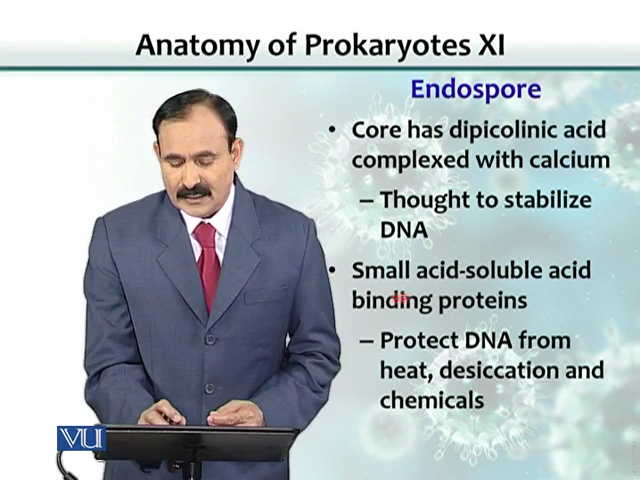 Anatomy of Prokaryotes XI
Endospore
• Core has dipicolinic acid
complexed with calcium
– Thought to stabilize
DNA
• Small acid-soluble acid
binding proteins
– Protect DNA from
heat, desiccation and
chemicals
VU